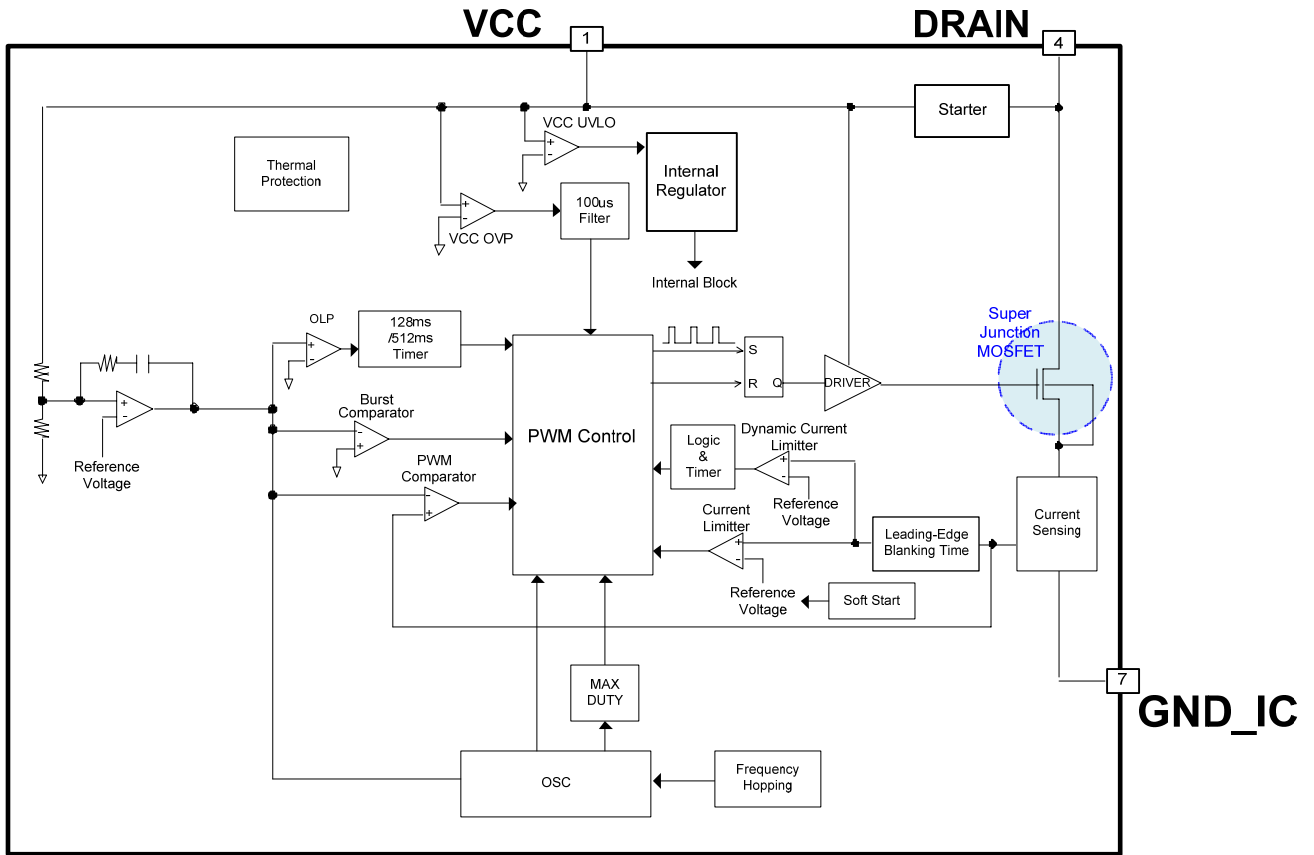 VCC
DRAIN
1
4
Starter
VCC UVLO
+
-
Thermal
Protection
Internal
Regulator
100us
Filter
+
-
VCC OVP
Internal Block
OLP
+
-
128ms
/512ms
Timer
Super
Junction
MOSFET
S
R
Q
DRIVER
+
-
Reference
Voltage
Burst
Comparator
-
+
PWM Control
PWM
Comparator
-
+
Logic
&
Timer
Dynamic Current
Limitter
+
-
Reference
Voltage
Current
Limitter
+
-
Leading-Edge
Blanking Time
Current
Sensing
Reference
Voltage
Soft Start
MAX
DUTY
7
GND_IC
OSC
Frequency
Hopping